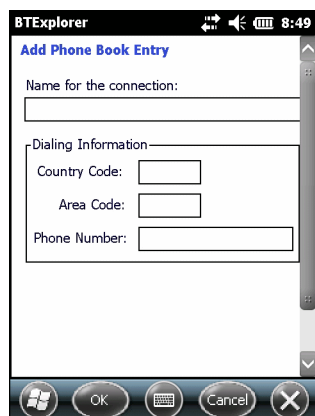 BTExplorer 8:49
Add Phone Book Entry
Name for the connection:
Dialing Information
Country Code:
Area Code:
Phone Number:
OK Cancel